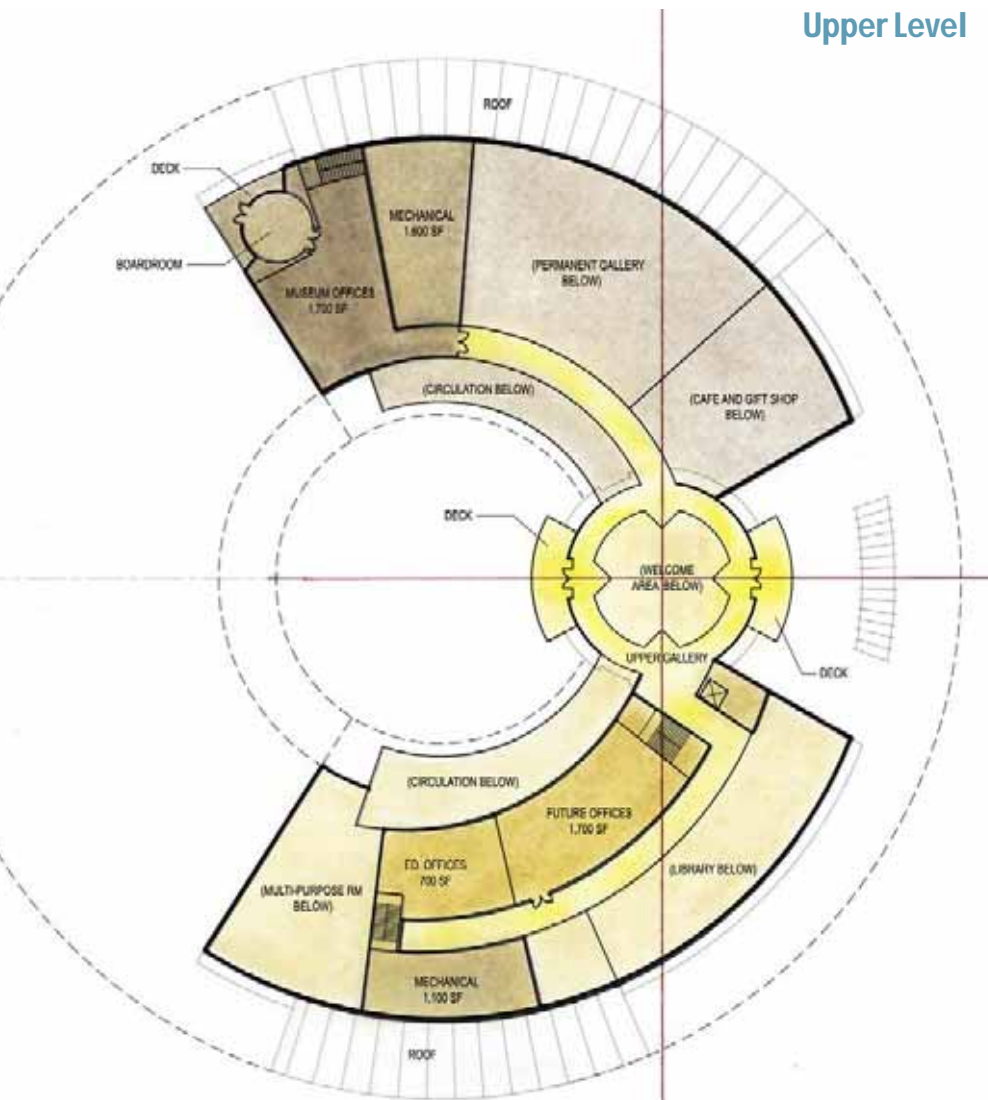 Upper Level
ROOF
DECK
MECHANICAL
1,600 SF
BOARDROOM
(PERMANENT GALLERY
BELOW)
MUSEUM OFFICES
1,700 SF
(CIRCULATION BELOW)
(CAFE AND GIFT SHOP
BELOW)
DECK
(WELCOME
AREA BELOW)
UPPER GALLERY
DECK
(CIRCULATION BELOW)
FUTURE OFFICES
1,700 SF
ED. OFFICES
700 SF
(LIBRARY BELOW)
(MULTI-PURPOSE RM
BELOW)
MECHANICAL
1,100 SF
ROOF